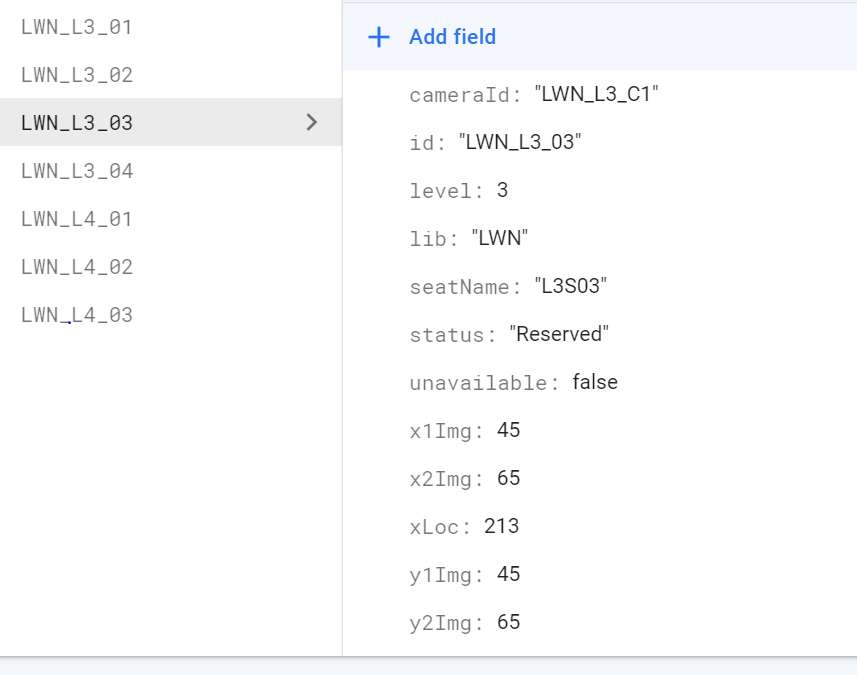 LWN_L3_01
LWN_L3_02
LWN_L3_03
LWN_L3_04
LWN_L4_01
LWN_L4_02
LWN_L4_03
+ Add field
cameraId: "LWN_L3_C1"
id: "LWN_L3_03"
level: 3
lib: "LWN"
seatName: "L3S03"
status: "Reserved"
unavailable: false
x1Img: 45
x2Img: 65
xLoc: 213
y1Img: 45
y2Img: 65